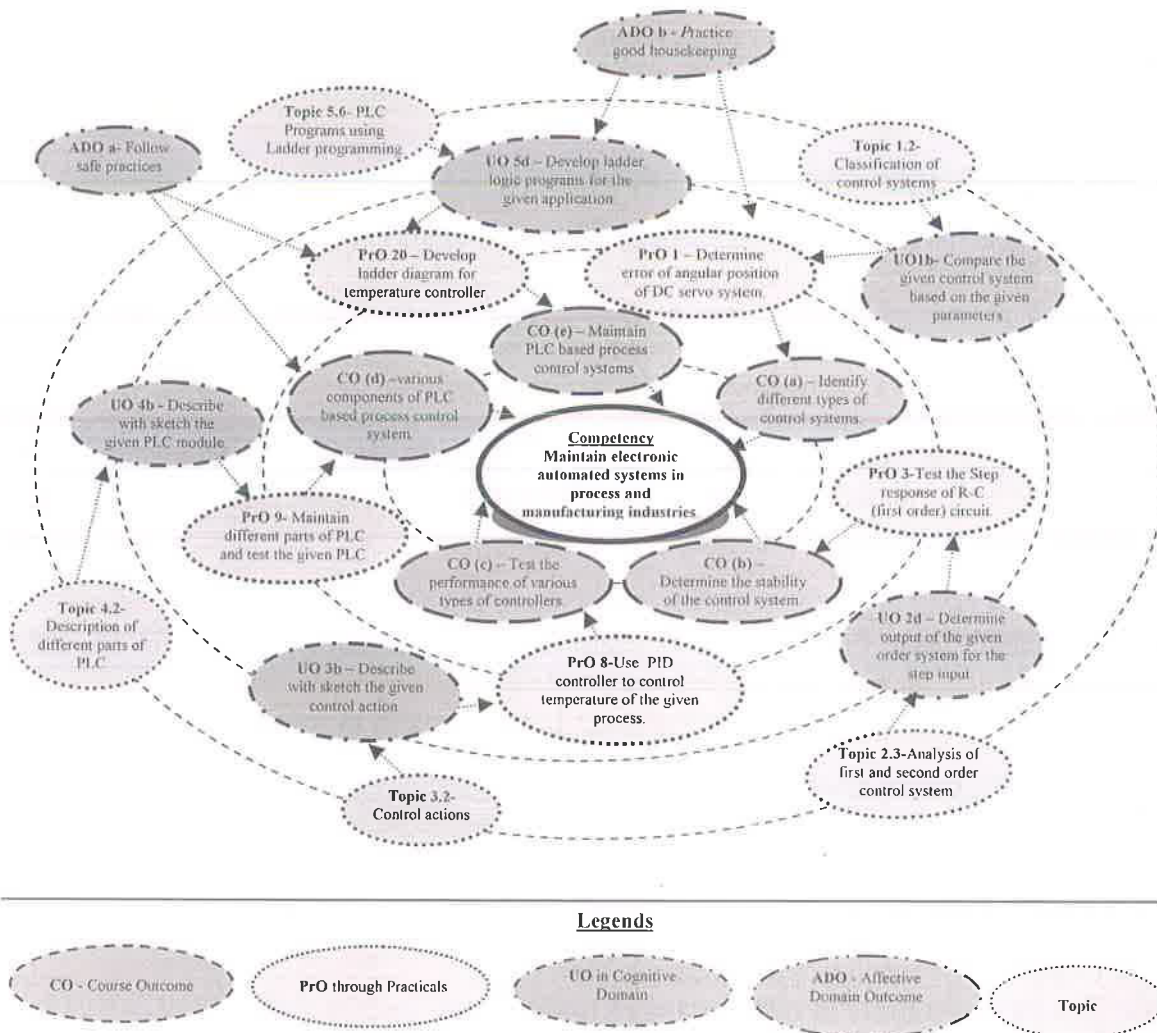 ADO b - Practice
good housekeeping
Topic 5.6- PLC
Programs using
Ladder programming
ADO a- Follow
safe practices
UO 5d – Develop ladder
logic programs for the
given application
Topic 1.2-
Classification of
control systems
PrO 20 – Develop
ladder diagram for
temperature controller
PrO 1 – Determine
error of angular position
of DC servo system.
UO1b- Compare the
given control system
based on the given
parameters
CO (e) – Maintain
PLC based process
control systems
CO (d) –various
components of PLC
based process control
system.
CO (a) – Identify
different types of
control systems.
UO 4b - Describe
with sketch the
given PLC module
Competency
Maintain electronic
automated systems in
process and
manufacturing industries
PrO 3-Test the Step
response of R-C
(first order) circuit.
PrO 9- Maintain
different parts of PLC
and test the given PLC
CO (c) – Test the
performance of various
types of controllers.
CO (b) –
Determine the stability
of the control system.
Topic 4.2-
Description of
different parts of
PLC
UO 2d – Determine
output of the given
order system for the
step input
UO 3b – Describe
with sketch the given
control action
PrO 8-Use PID
controller to control
temperature of the given
process.
Topic 2.3-Analysis of
first and second order
control system
Topic 3.2-
Control actions
Legends
CO - Course Outcome
PrO through Practicals
UO in Cognitive
Domain
ADO - Affective
Domain Outcome
Topic